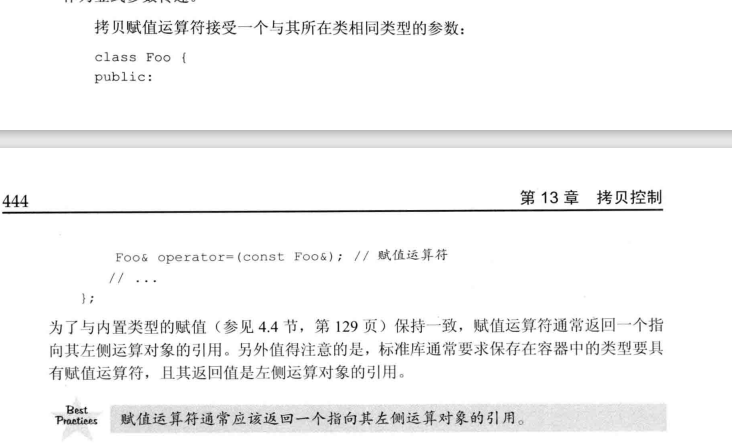 拷贝赋值运算符接受一个与其所在类相同类型的参数：
class Foo {
public:
444
第 13 章 拷贝控制
Foo& operator=(const Foo&); // 赋值运算符
// ...
};
为了与内置类型的赋值（参见 4.4 节，第 129 页）保持一致，赋值运算符通常返回一个指
向其左侧运算对象的引用。另外值得注意的是，标准库通常要求保存在容器中的类型要具
有赋值运算符，且其返回值是左侧运算对象的引用。
Best
Practices
赋值运算符通常应该返回一个指向其左侧运算对象的引用。